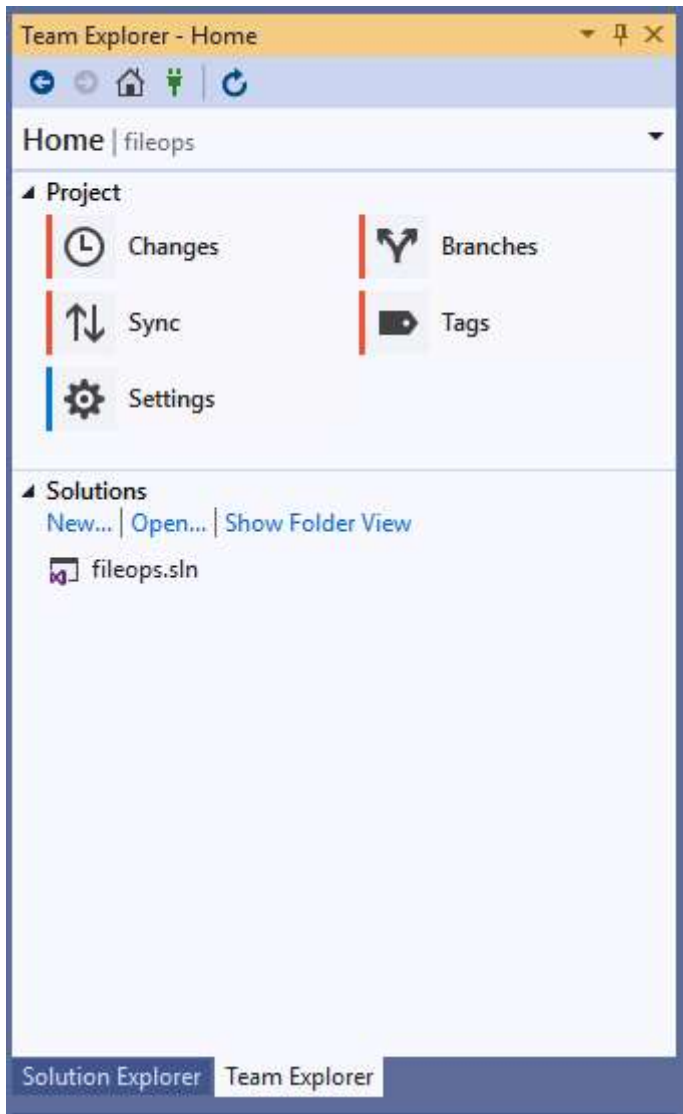 Team Explorer - Home
Home | fileops
Project
Changes
Branches
Sync
Tags
Settings
Solutions
New... | Open... | Show Folder View
fileops.sln
Solution Explorer
Team Explorer